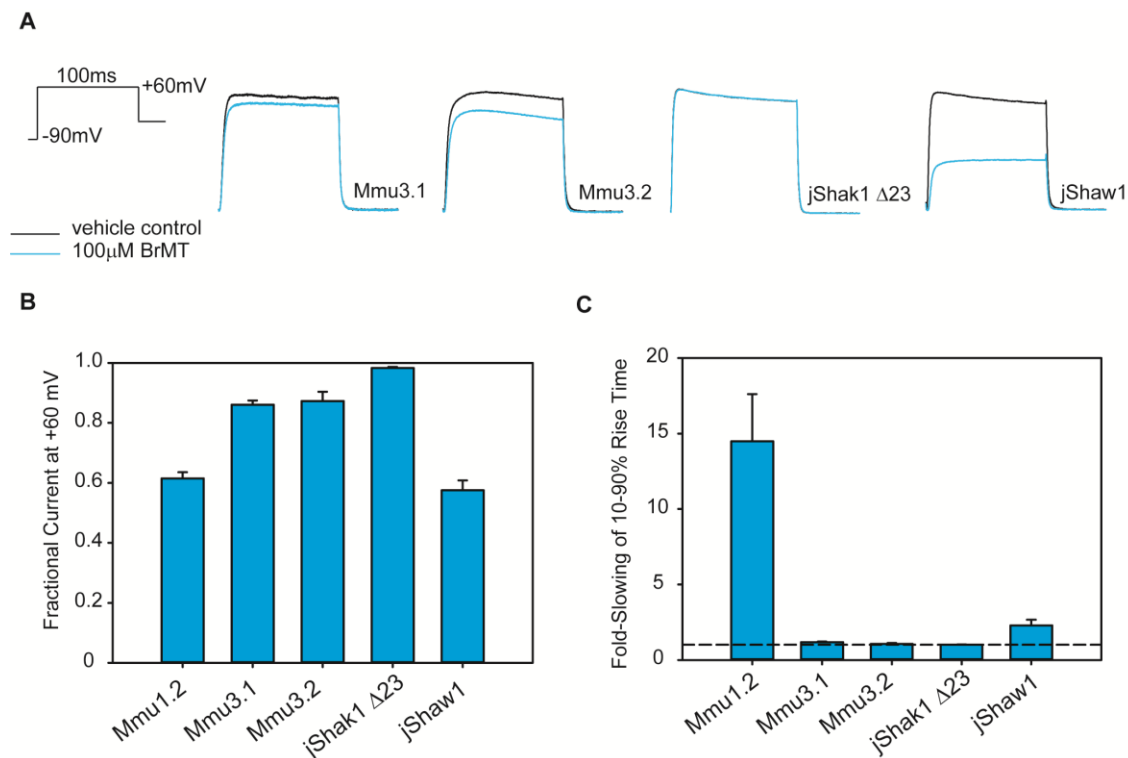 A
100ms
+60mV
-90mV
Mmu3.1
Mmu3.2
jShak1 Δ23
jShaw1
vehicle control
100μM BrMT
B
Fractional Current at +60 mV
1.0
0.8
0.6
0.4
0.2
0
Mmu1.2
Mmu3.1
Mmu3.2
jShak1 Δ23
jShaw1
C
Fold-Slowing of 10-90% Rise Time
20
15
10
5
0
Mmu1.2
Mmu3.1
Mmu3.2
jShak1 Δ23
jShaw1